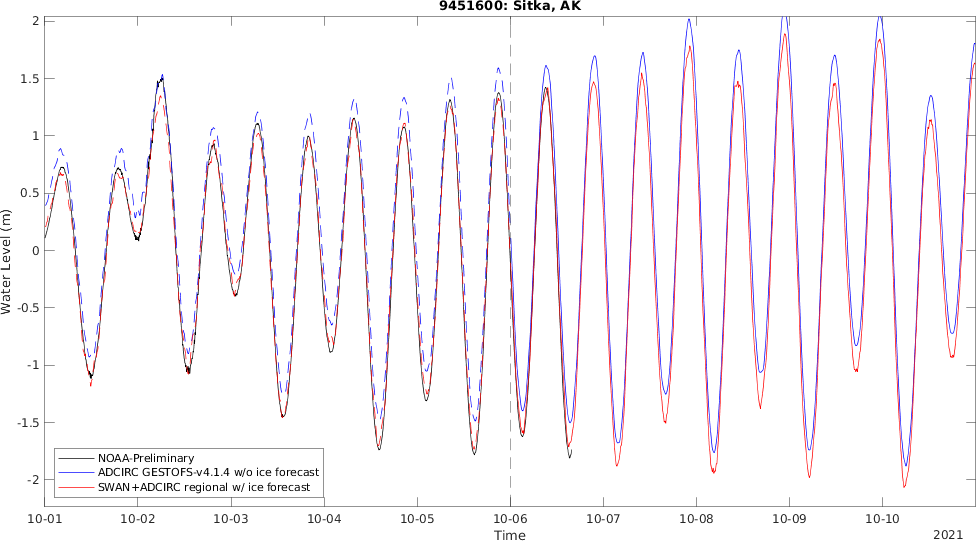 9451600: Sitka, AK
2
1.5
1
0.5
0
-0.5
-1
-1.5
-2
Water Level (m)
NOAA-Preliminary
ADCIRC GESTOFS-v4.1.4 w/o ice forecast
SWAN+ADCIRC regional w/ ice forecast
10-01 10-02 10-03 10-04 10-05 10-06 10-07 10-08 10-09 10-10
Time
2021